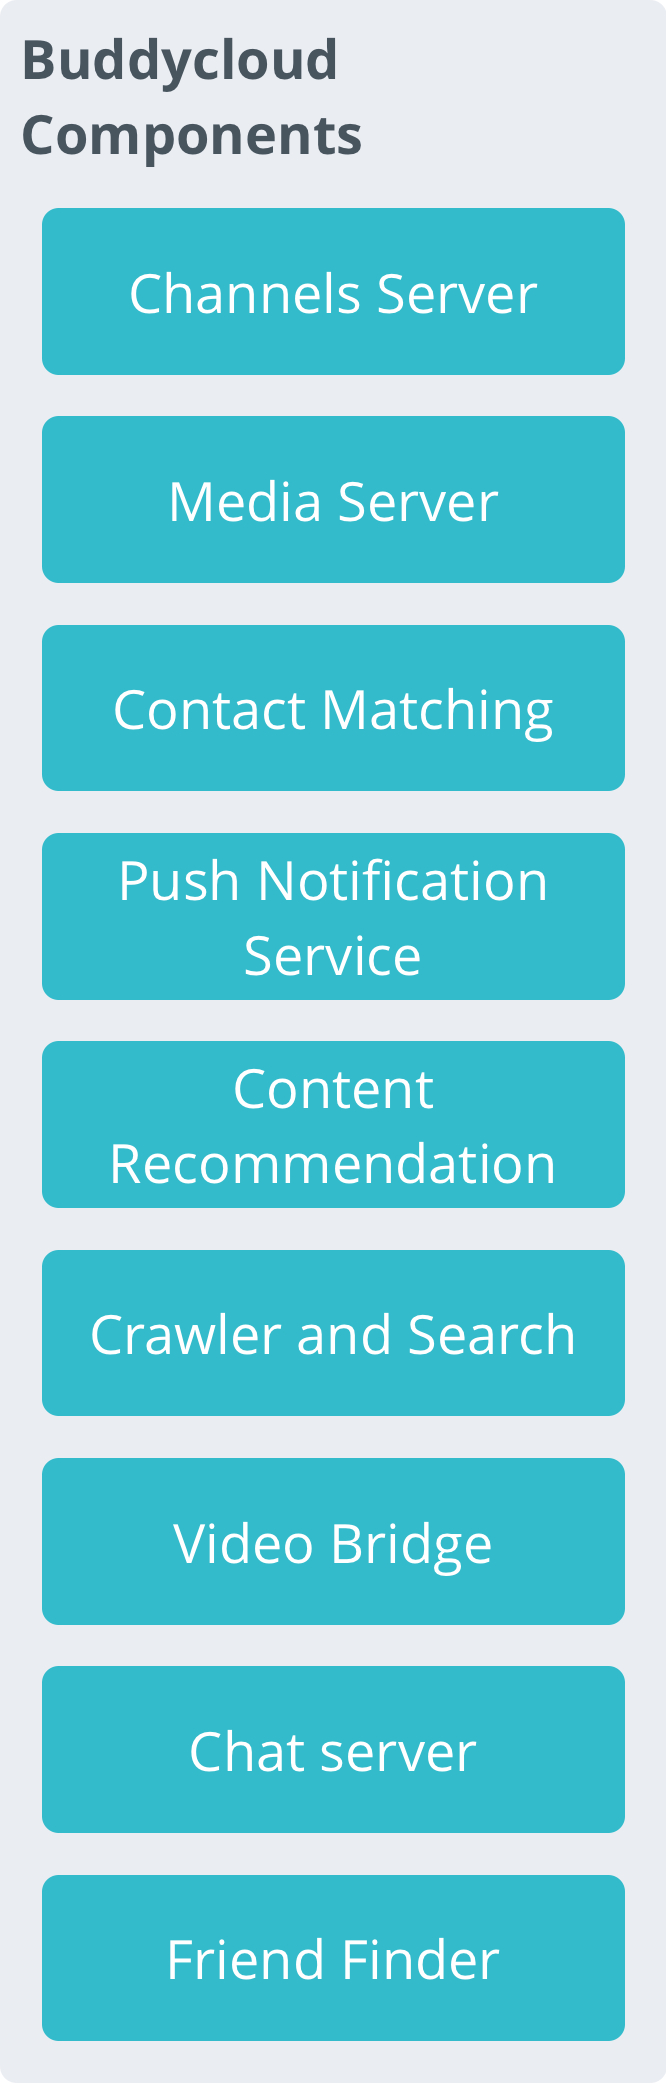 Buddycloud
Components
Channels Server
Media Server
Contact Matching
Push Notification
Service
Content
Recommendation
Crawler and Search
Video Bridge
Chat server
Friend Finder